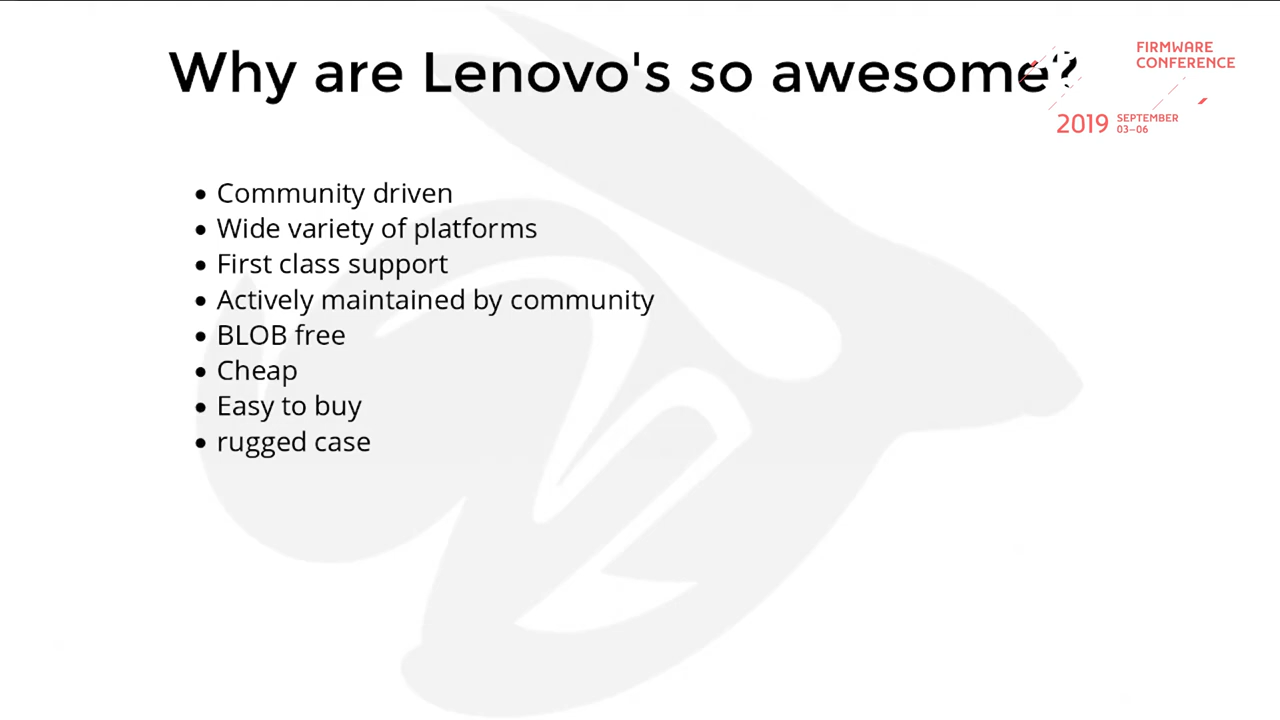 Why are Lenovo's so awesome?
FIRMWARE
CONFERENCE
2019 SEPTEMBER
03–06
• Community driven
• Wide variety of platforms
• First class support
• Actively maintained by community
• BLOB free
• Cheap
• Easy to buy
• rugged case